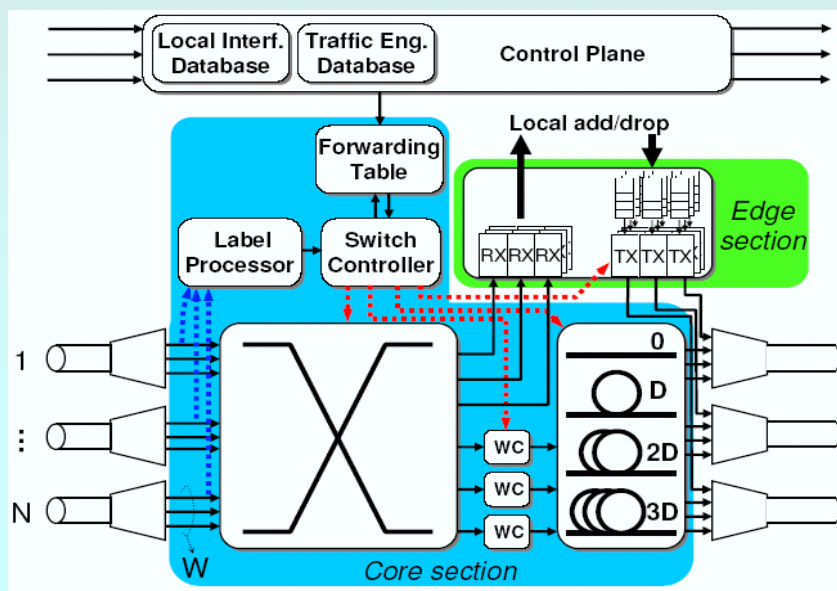 Local Interf.
Database
Traffic Eng.
Database
Control Plane
Forwarding
Table
Local add/drop
Edge
section
Label
Processor
Switch
Controller
RX RX RX
TX TX TX
1
...
N
W
WC
WC
WC
0
D
2D
3D
Core section